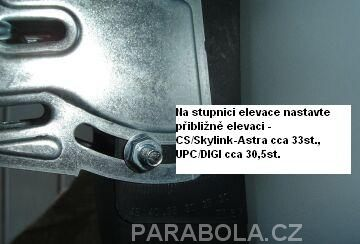 Na stupnici elevace nastavte
přibližně elevaci -
CS/Skylink-Astra cca 33st.,
UPC/DIGI cca 30,5st.
PARABOLA.CZ